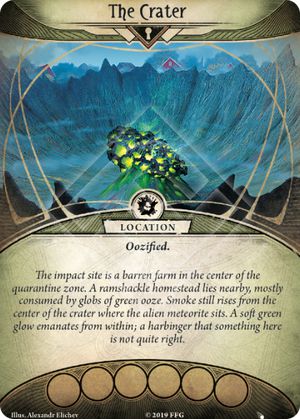 The Crater
LOCATION
Oozified.
The impact site is a barren farm in the center of the
quarantine zone. A ramshackle homestead lies nearby, mostly
consumed by globs of green ooze. Smoke still rises from the
center of the crater where the alien meteorite sits. A soft green
glow emanates from within; a harbinger that something here
is not quite right.
Illus. Alexandr Elichev
© 2019 FFG